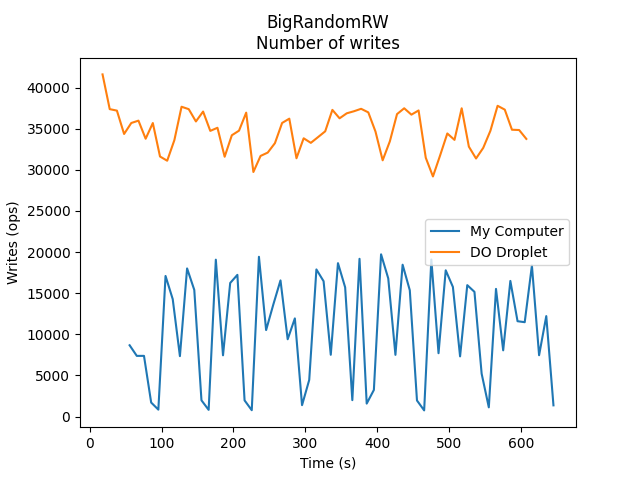 BigRandomRW
Number of writes
Writes (ops)
40000
35000
30000
25000
20000
15000
10000
5000
0
My Computer
DO Droplet
0 100 200 300 400 500 600
Time (s)